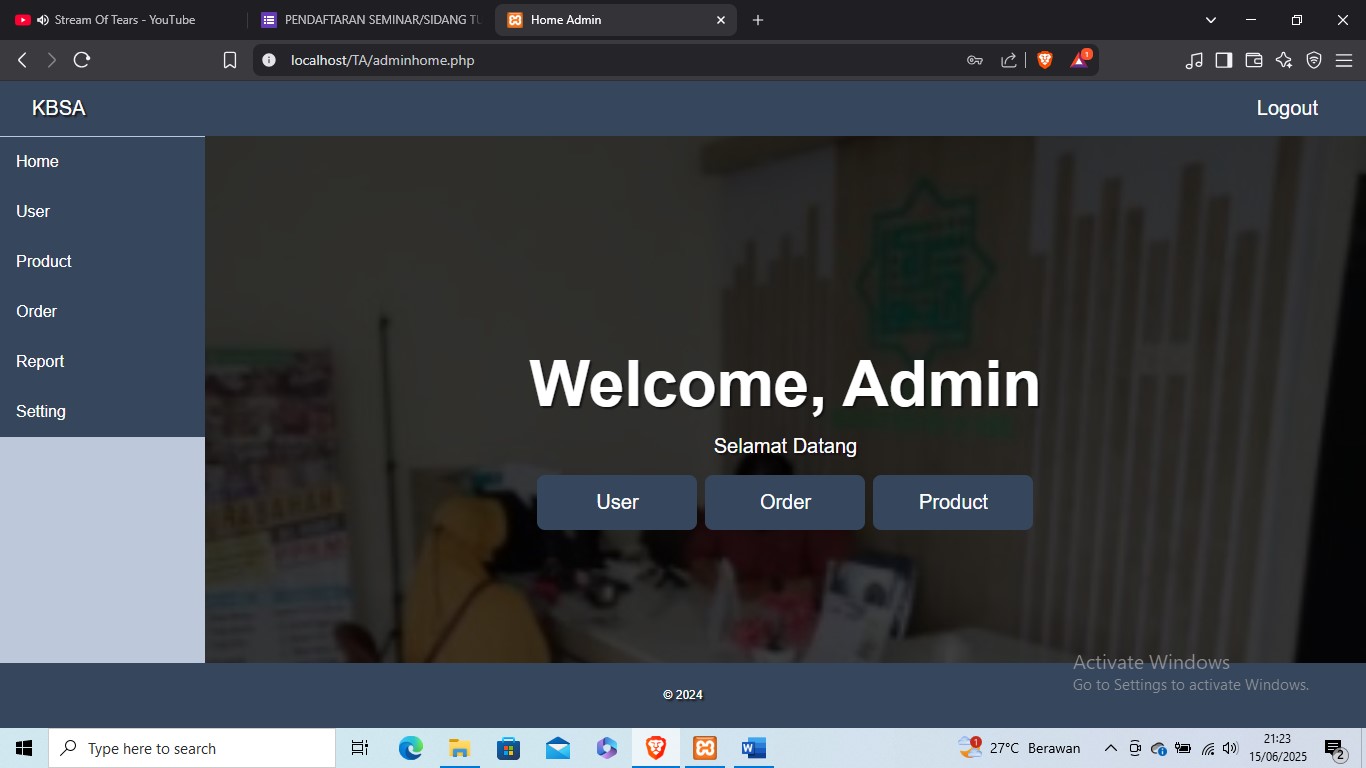 Stream Of Tears - YouTube
PENDAFTARAN SEMINAR/SIDANG TU
Home Admin
localhost/TA/adminhome.php
1
KBSA
Logout
Home
User
Product
Order
Report
Setting
Welcome, Admin
Selamat Datang
User
Order
Product
Activate Windows
Go to Settings to activate Windows.
© 2024
Type here to search
1
27°C Berawan
21:23
15/06/2025
2